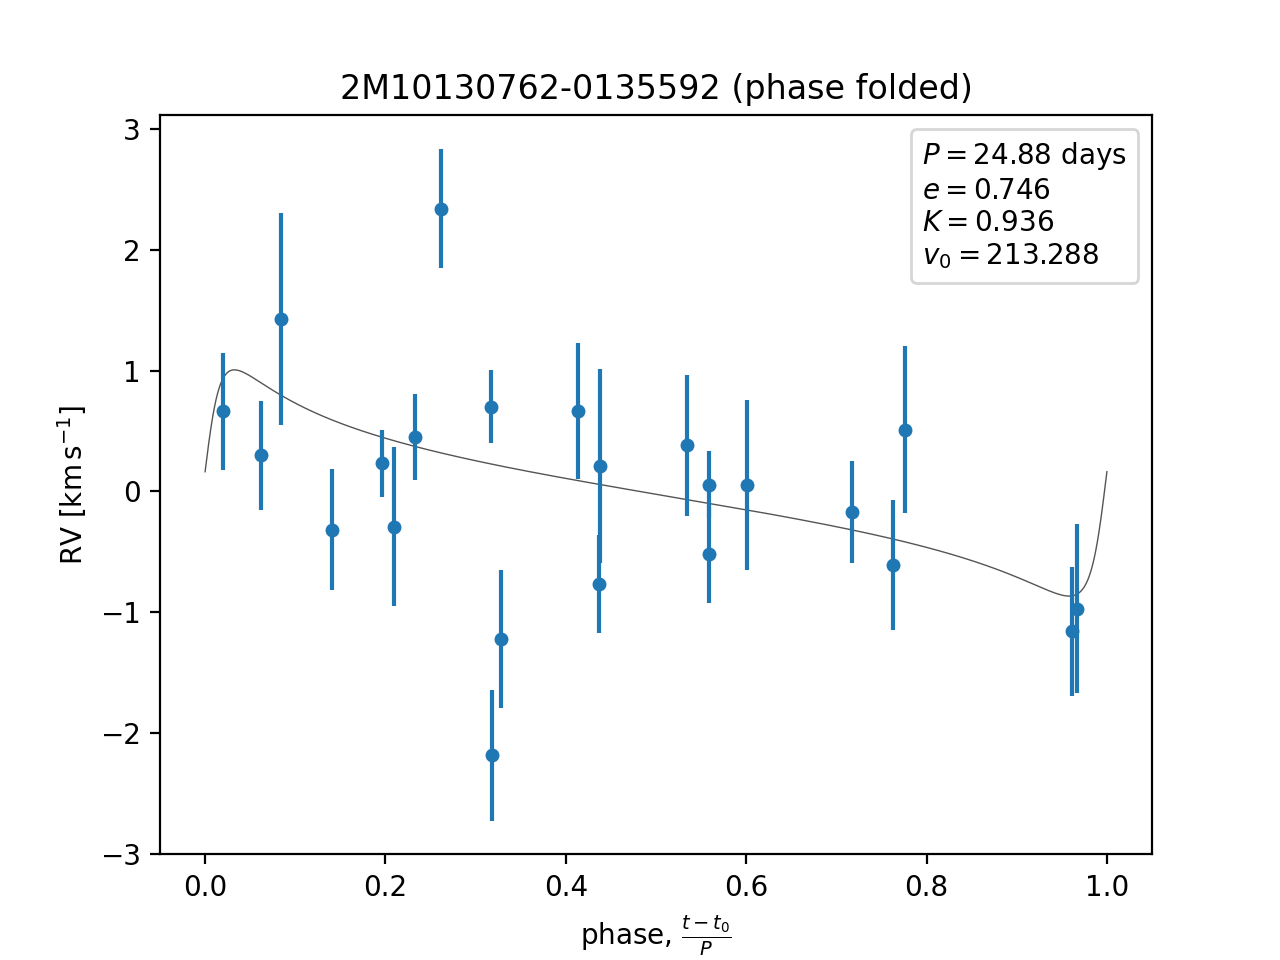 2M10130762-0135592 (phase folded)
P = 24.88 days
e = 0.746
K = 0.936
v₀ = 213.288
RV [km s⁻¹]
3
2
1
0
−1
−2
−3
0.0 0.2 0.4 0.6 0.8 1.0
phase, (t − t₀)/P